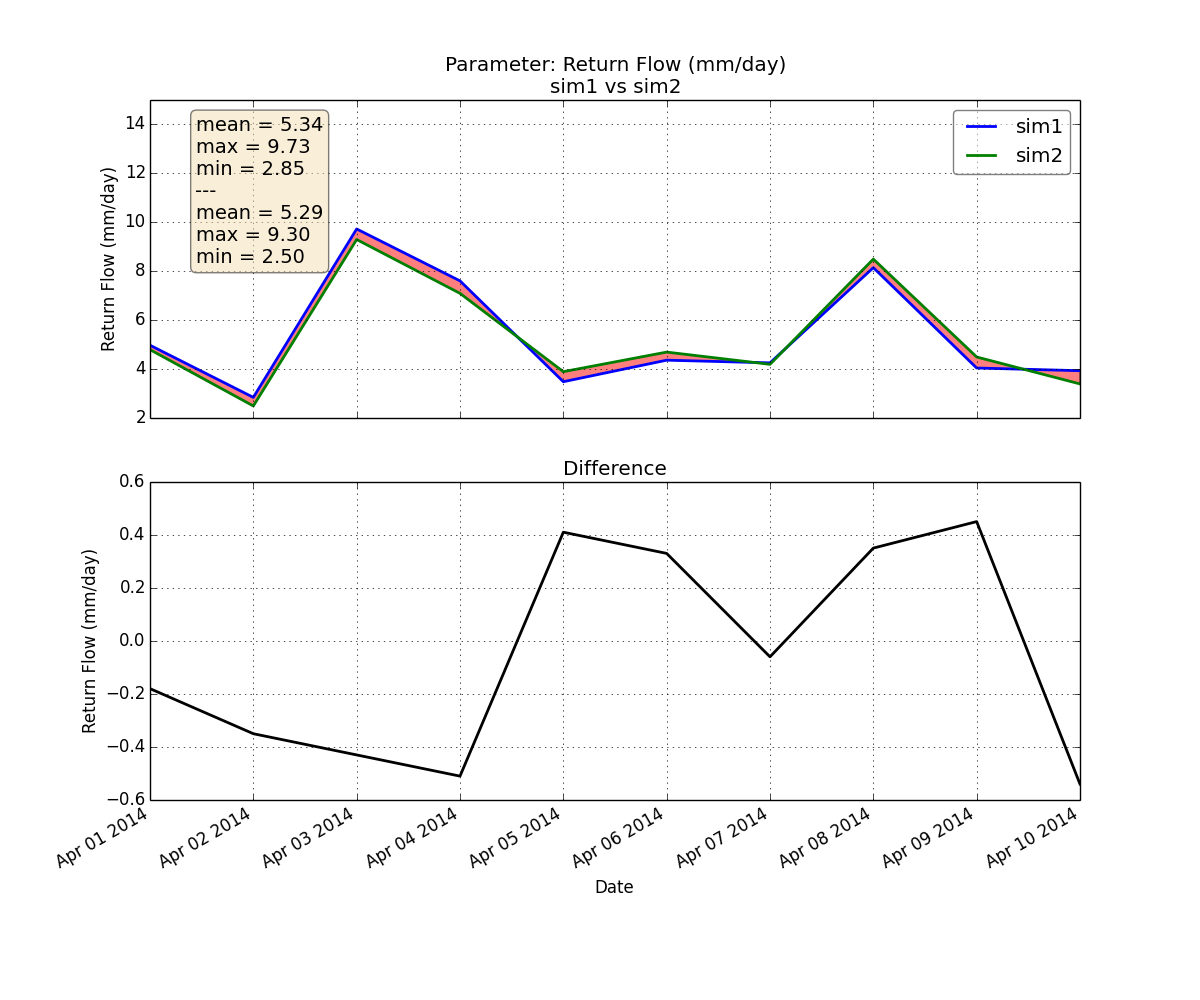 Parameter: Return Flow (mm/day)
sim1 vs sim2
14
12
10
8
6
4
2
Return Flow (mm/day)
mean = 5.34
max = 9.73
min = 2.85
---
mean = 5.29
max = 9.30
min = 2.50
sim1
sim2
Difference
0.6
0.4
0.2
0.0
−0.2
−0.4
−0.6
Return Flow (mm/day)
Apr 01 2014
Apr 02 2014
Apr 03 2014
Apr 04 2014
Apr 05 2014
Apr 06 2014
Apr 07 2014
Apr 08 2014
Apr 09 2014
Apr 10 2014
Date